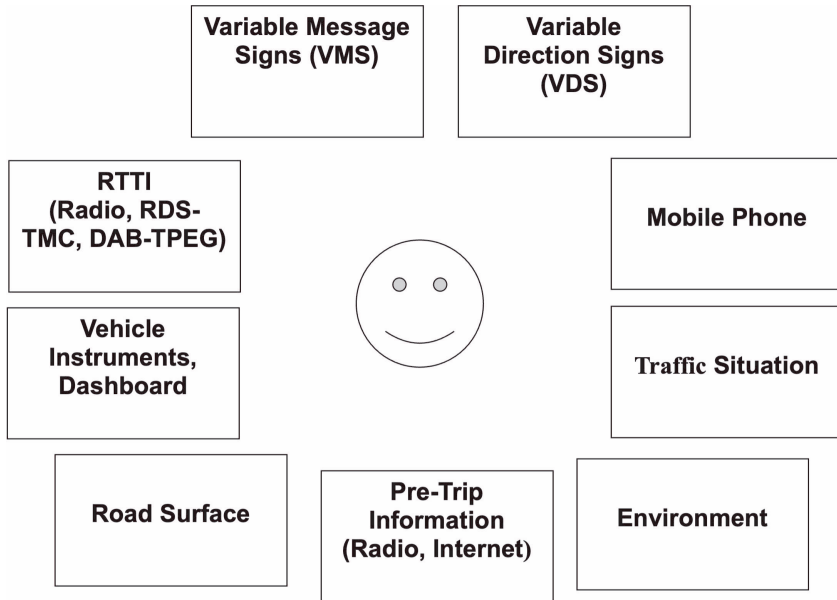 Variable Message
Signs (VMS)
Variable
Direction Signs
(VDS)
RTTI
(Radio, RDS-
TMC, DAB-TPEG)
Mobile Phone
Vehicle
Instruments,
Dashboard
Traffic Situation
Road Surface
Pre-Trip
Information
(Radio, Internet)
Environment